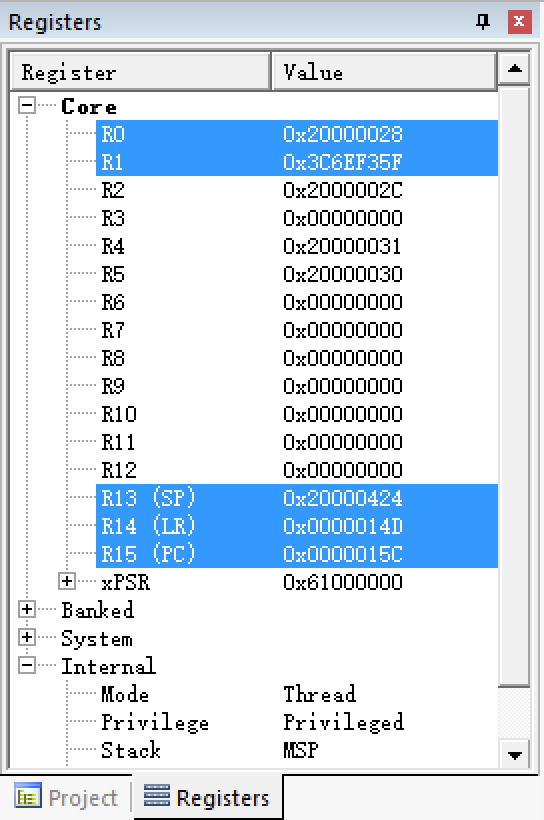 Registers
Register Value
Core
R0 0x20000028
R1 0x3C6EF35F
R2 0x2000002C
R3 0x00000000
R4 0x20000031
R5 0x20000030
R6 0x00000000
R7 0x00000000
R8 0x00000000
R9 0x00000000
R10 0x00000000
R11 0x00000000
R12 0x00000000
R13 (SP) 0x20000424
R14 (LR) 0x0000014D
R15 (PC) 0x0000015C
xPSR 0x61000000
Banked
System
Internal
Mode Thread
Privilege Privileged
Stack MSP
Project Registers